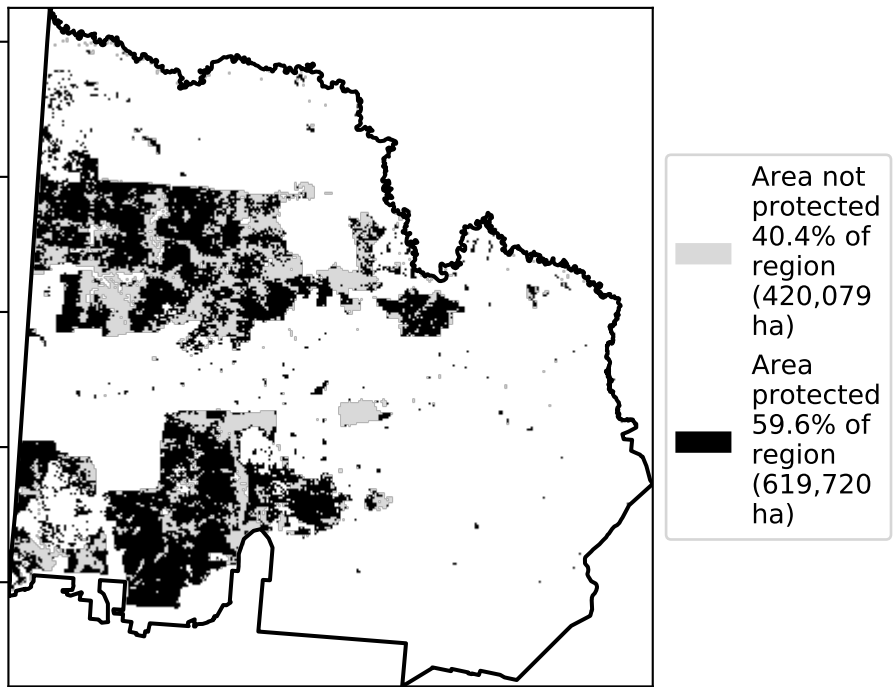 Area not
protected
40.4% of
region
(420,079
ha)
Area
protected
59.6% of
region
(619,720
ha)